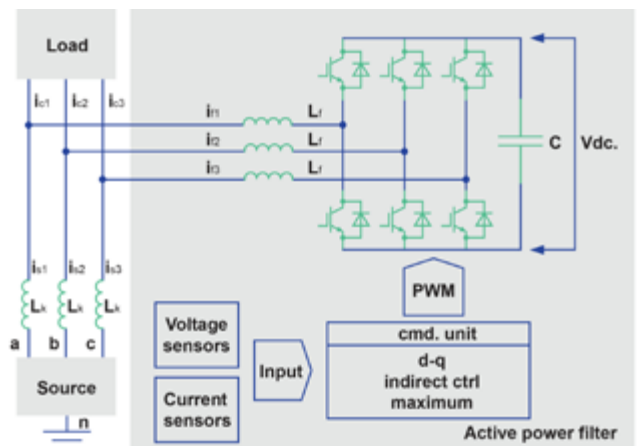 Load
ic1 ic2 ic3
if1 Lf
if2 Lf
if3 Lf
C Vdc.
is1 is2 is3
Lk Lk Lk
a b c
Source
n
Voltage
sensors
Current
sensors
Input
PWM
cmd. unit
d-q
indirect ctrl
maximum
Active power filter